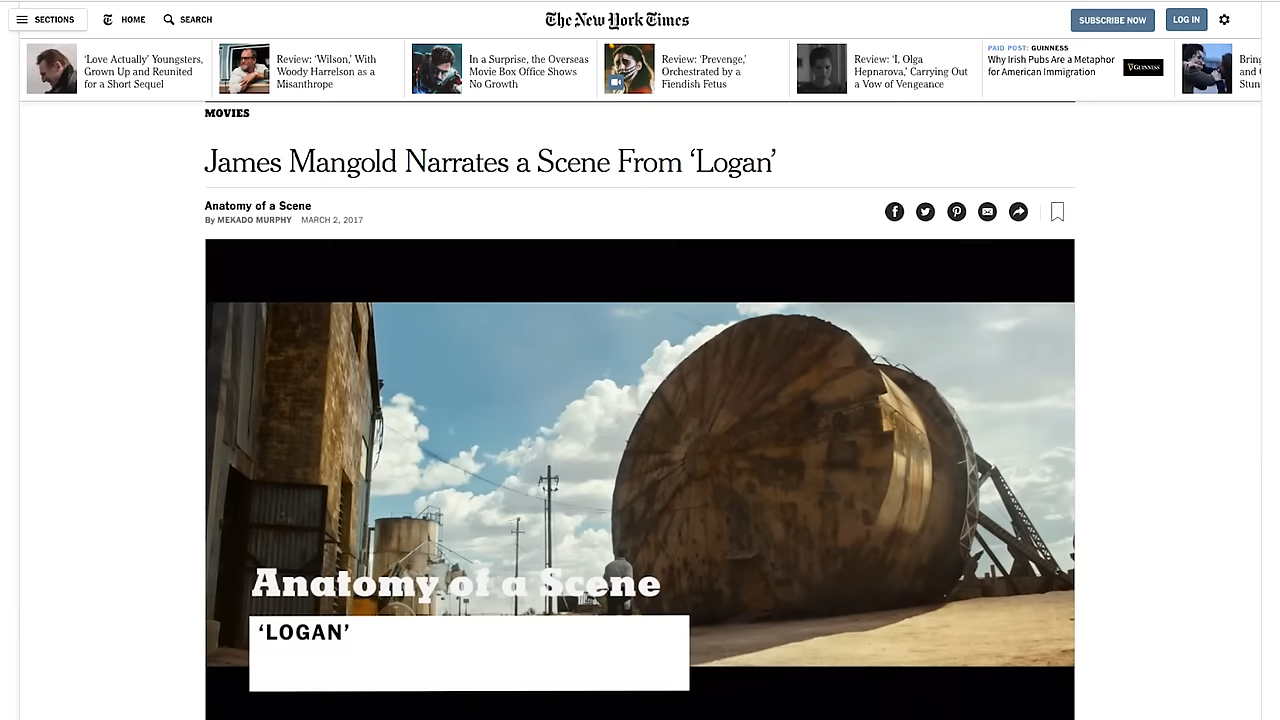 SECTIONS
HOME
SEARCH
The New York Times
SUBSCRIBE NOW
LOG IN
‘Love Actually’ Youngsters,
Grown Up and Reunited
for a Short Sequel
Review: ‘Wilson,’ With
Woody Harrelson as a
Misanthrope
In a Surprise, the Overseas
Movie Box Office Shows
No Growth
Review: ‘Prevenge,’
Orchestrated by a
Fiendish Fetus
Review: ‘I, Olga
Hepnarova,’ Carrying Out
a Vow of Vengeance
PAID POST: GUINNESS
Why Irish Pubs Are a Metaphor
for American Immigration
GUINNESS
Bring
and
Stun
MOVIES
James Mangold Narrates a Scene From ‘Logan’
Anatomy of a Scene
By MEKADO MURPHY MARCH 2, 2017
Anatomy of a Scene
‘LOGAN’